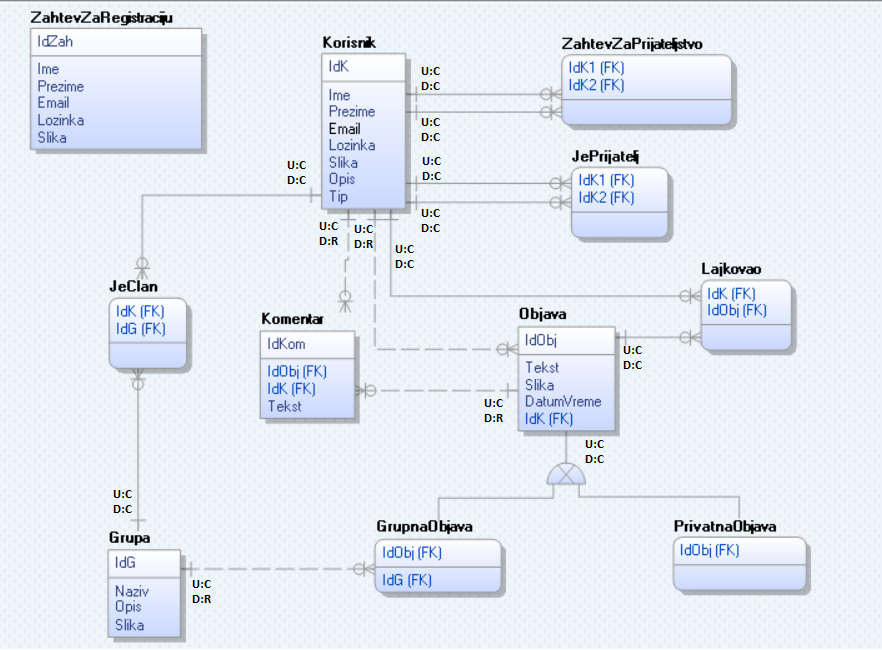 ZahtevZaRegistraciju
IdZah
Ime
Prezime
Email
Lozinka
Slika
Korisnik
IdK
Ime
Prezime
Email
Lozinka
Slika
Opis
Tip
U:C
D:C
U:C
D:C
U:C
D:C
U:C
D:C
ZahtevZaPrijateljstvo
IdK1 (FK)
IdK2 (FK)
JePrijatelj
IdK1 (FK)
IdK2 (FK)
U:C
D:C
U:C
D:R
U:C
D:R
U:C
D:C
Lajkovao
IdK (FK)
IdObj (FK)
JeClan
IdK (FK)
IdG (FK)
Komentar
IdKom
IdObj (FK)
IdK (FK)
Tekst
Objava
IdObj
Tekst
Slika
DatumVreme
IdK (FK)
U:C
D:C
U:C
D:R
U:C
D:C
U:C
D:C
Grupa
IdG
Naziv
Opis
Slika
U:C
D:R
GrupnaObjava
IdObj (FK)
IdG (FK)
PrivatnaObjava
IdObj (FK)